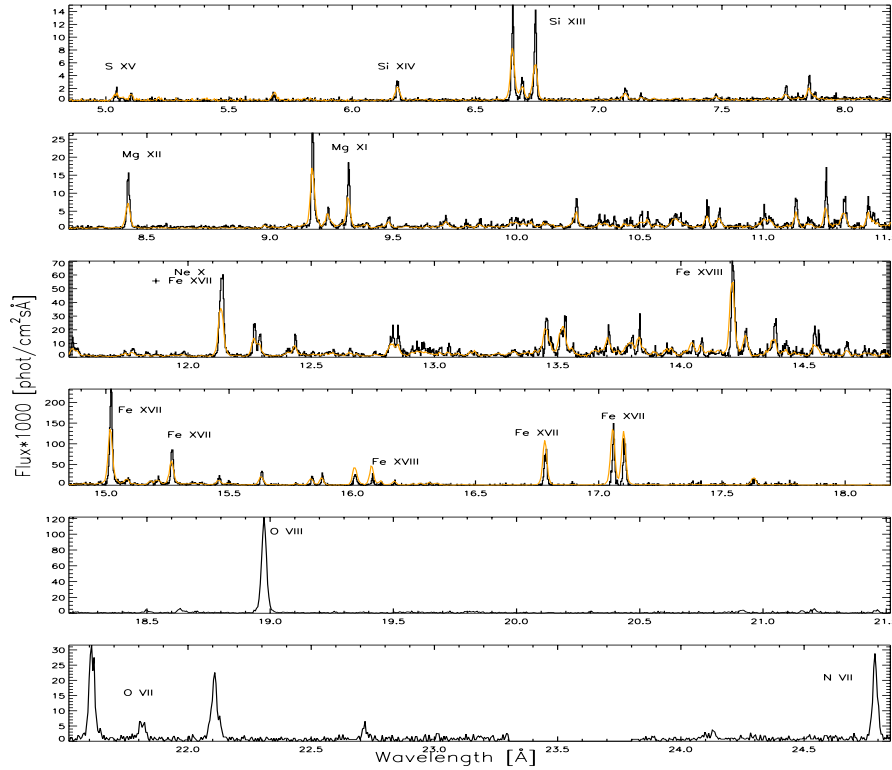 14
12
10
8
6
4
2
0
S XV
Si XIV
Si XIII
5.0 5.5 6.0 6.5 7.0 7.5 8.0
25
20
15
10
5
0
Mg XII
Mg XI
8.5 9.0 9.5 10.0 10.5 11.0 11.
70
60
50
40
30
20
10
0
Ne X
+ Fe XVII
Fe XVIII
12.0 12.5 13.0 13.5 14.0 14.5
Flux*1000 [phot/cm²sÅ]
200
150
100
50
0
Fe XVII
Fe XVII
Fe XVIII
Fe XVII
Fe XVII
15.0 15.5 16.0 16.5 17.0 17.5 18.0
120
100
80
60
40
20
0
O VIII
18.5 19.0 19.5 20.0 20.5 21.0 21.
30
25
20
15
10
5
0
O VII
N VII
22.0 22.5 23.0 23.5 24.0 24.5
Wavelength [Å]